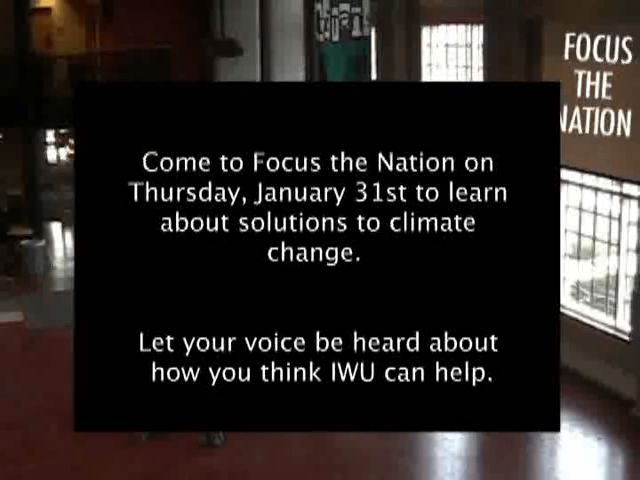 FOCUS
THE
NATION
Come to Focus the Nation on
Thursday, January 31st to learn
about solutions to climate
change.
Let your voice be heard about
how you think IWU can help.